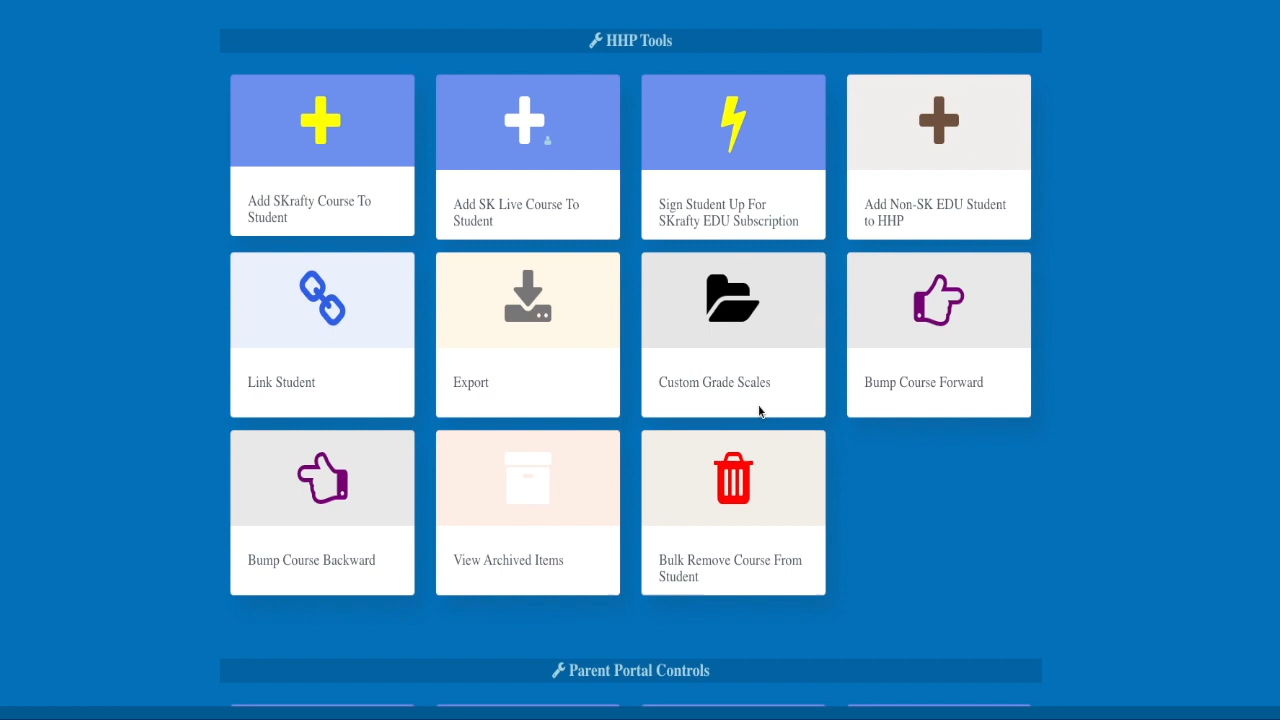 HHP Tools
Add SKrafty Course To
Student
Add SK Live Course To
Student
Sign Student Up For
SKrafty EDU Subscription
Add Non-SK EDU Student
to HHP
Link Student
Export
Custom Grade Scales
Bump Course Forward
Bump Course Backward
View Archived Items
Bulk Remove Course From
Student
Parent Portal Controls